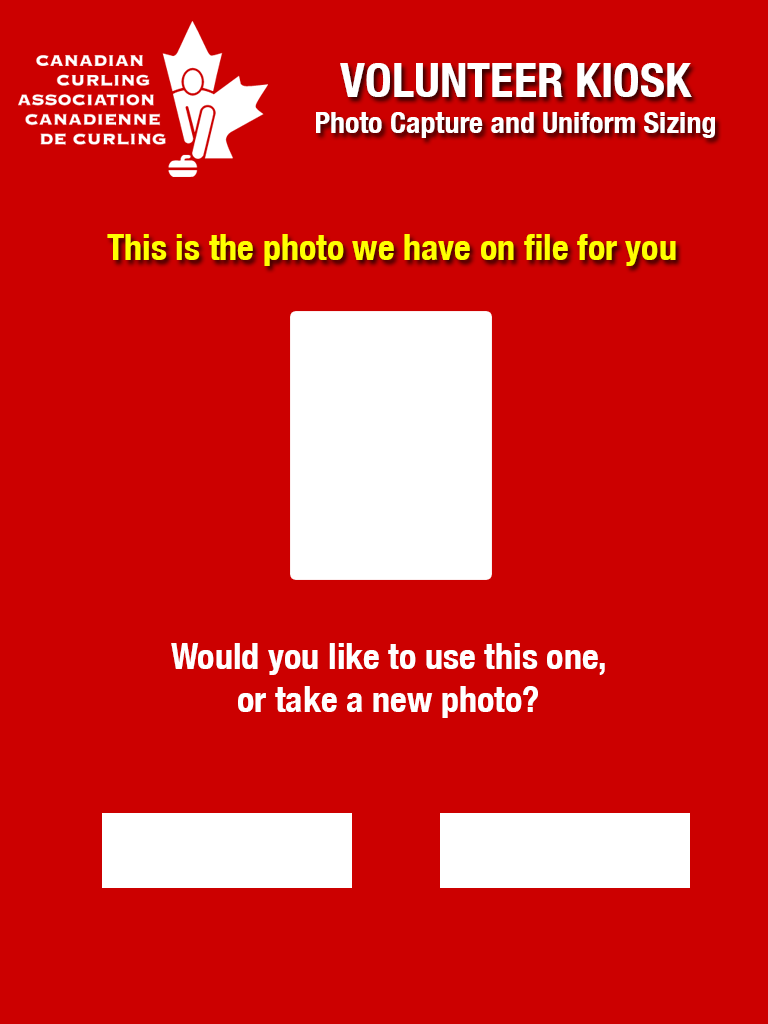 CANADIAN
CURLING
ASSOCIATION
CANADIENNE
DE CURLING
VOLUNTEER KIOSK
Photo Capture and Uniform Sizing
This is the photo we have on file for you
Would you like to use this one,
or take a new photo?